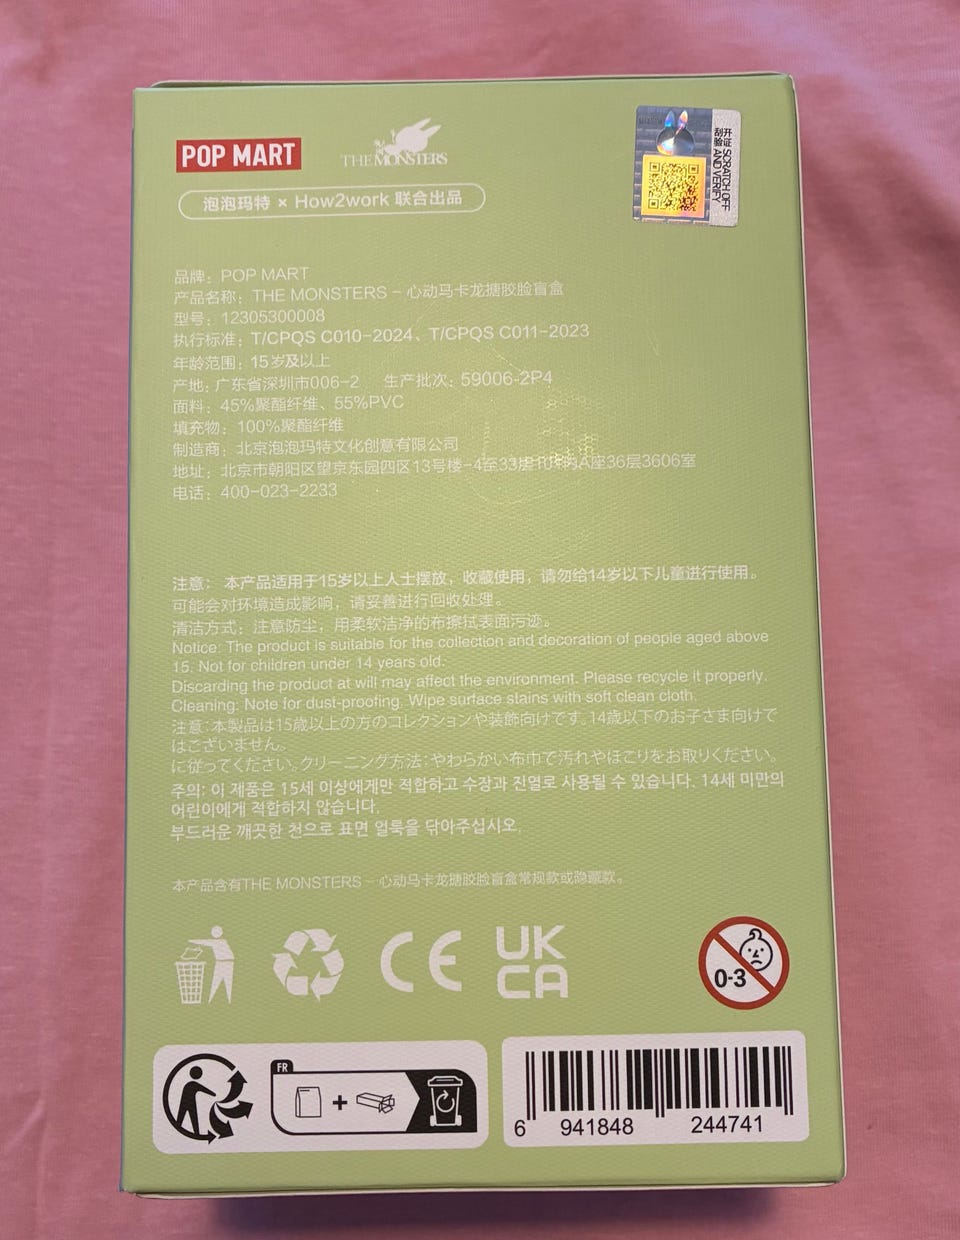 POP MART
THE MONSTERS
泡泡玛特 × How2work 联合出品
刮开验证 SCRATCH OFF AND VERIFY
品牌：POP MART
产品名称：THE MONSTERS － 心动马卡龙搪胶脸盲盒
型号：12305300008
执行标准：T/CPQS C010-2024、T/CPQS C011-2023
年龄范围：15岁及以上
产地：广东省深圳市006-2 生产批次：59006-2P4
面料：45%聚酯纤维、55%PVC
填充物：100%聚酯纤维
制造商：北京泡泡玛特文化创意有限公司
地址：北京市朝阳区望京东园四区13号楼-4至33层101内A座36层3606室
电话：400-023-2233
注意： 本产品适用于15岁以上人士摆放，收藏使用，请勿给14岁以下儿童进行使用。
可能会对环境造成影响，请妥善进行回收处理。
清洁方式：注意防尘，用柔软洁净的布擦拭表面污迹。
Notice: The product is suitable for the collection and decoration of people aged above
15. Not for children under 14 years old.
Discarding the product at will may affect the environment. Please recycle it properly.
Cleaning: Note for dust-proofing. Wipe surface stains with soft clean cloth.
注意：本製品は15歳以上の方のコレクションや装飾向けです。14歳以下のお子さま向けで
はございません。
に従ってください。クリーニング方法：やわらかい布巾で汚れやほこりをお取りください。
주의: 이 제품은 15세 이상에게만 적합하고 수장과 진열로 사용될 수 있습니다. 14세 미만의
어린이에게 적합하지 않습니다.
부드러운 깨끗한 천으로 표면 얼룩을 닦아주십시오.
本产品含有THE MONSTERS － 心动马卡龙搪胶脸盲盒常规款或隐藏款。
CE
UK
CA
0-3
FR
+
6 941848 244741